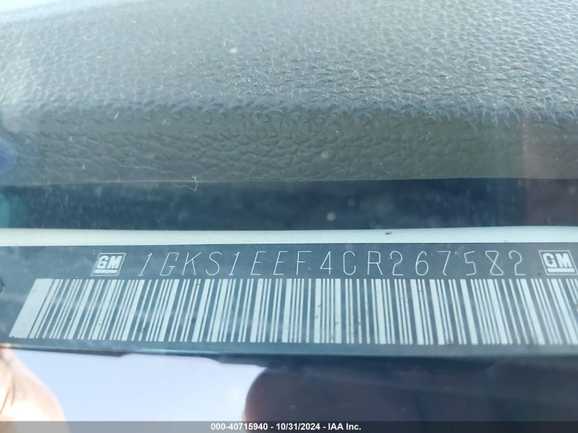 GM 1GKS1EEF4CR267582 GM
000-40715940 - 10/31/2024 - IAA Inc.